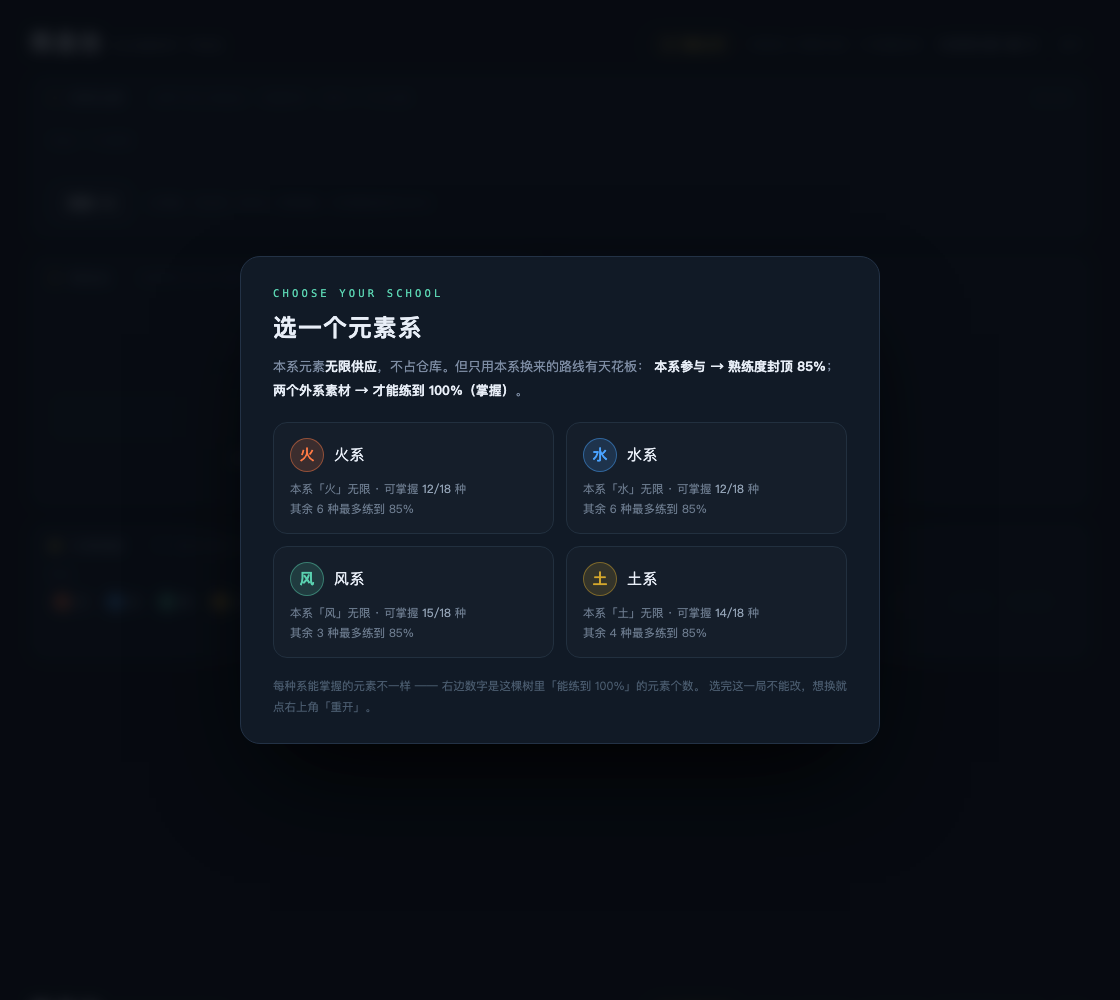 CHOOSE YOUR SCHOOL
选一个元素系
本系元素无限供应，不占仓库。但只用本系换来的路线有天花板： 本系参与 → 熟练度封顶 85%；
两个外系素材 → 才能练到 100%（掌握）。
火 火系
本系「火」无限 · 可掌握 12/18 种
其余 6 种最多练到 85%
水 水系
本系「水」无限 · 可掌握 12/18 种
其余 6 种最多练到 85%
风 风系
本系「风」无限 · 可掌握 15/18 种
其余 3 种最多练到 85%
土 土系
本系「土」无限 · 可掌握 14/18 种
其余 4 种最多练到 85%
每种系能掌握的元素不一样 —— 右边数字是这棵树里「能练到 100%」的元素个数。 选完这一局不能改，想换就
点右上角「重开」。